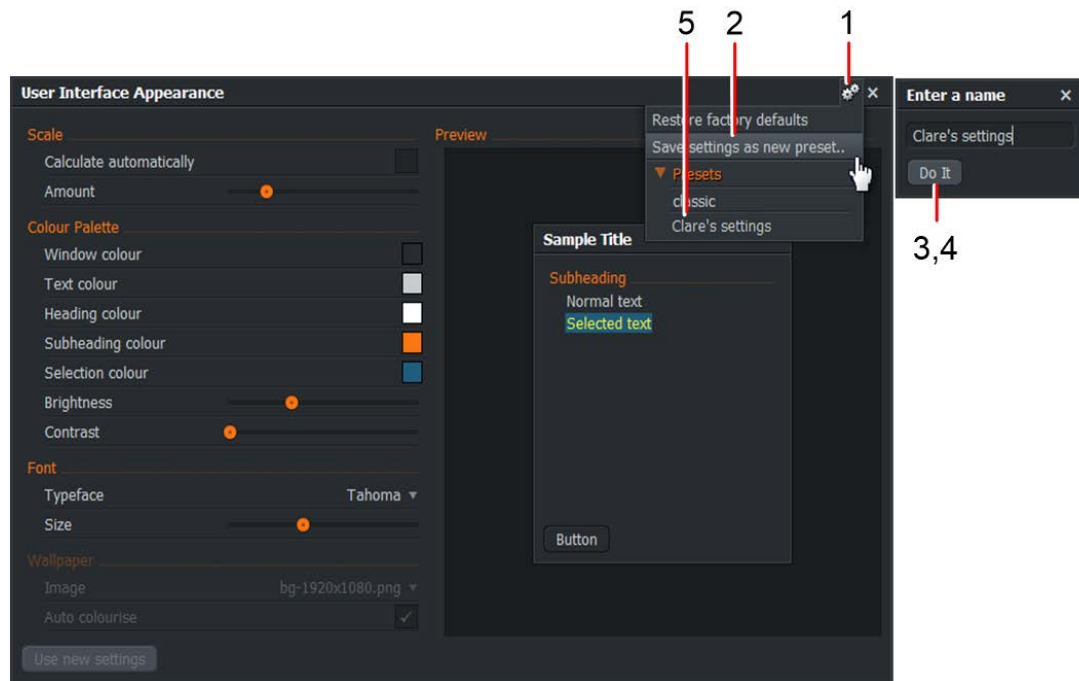 5 2 1
User Interface Appearance
Restore factory defaults
Save settings as new preset..
Presets
classic
Clare's settings
Enter a name
Clare's settings
Do It
3,4
Scale
Calculate automatically
Amount
Colour Palette
Window colour
Text colour
Heading colour
Subheading colour
Selection colour
Brightness
Contrast
Font
Typeface Tahoma
Size
Wallpaper
Image bg-1920x1080.png
Auto colourise
Use new settings
Preview
Sample Title
Subheading
Normal text
Selected text
Button